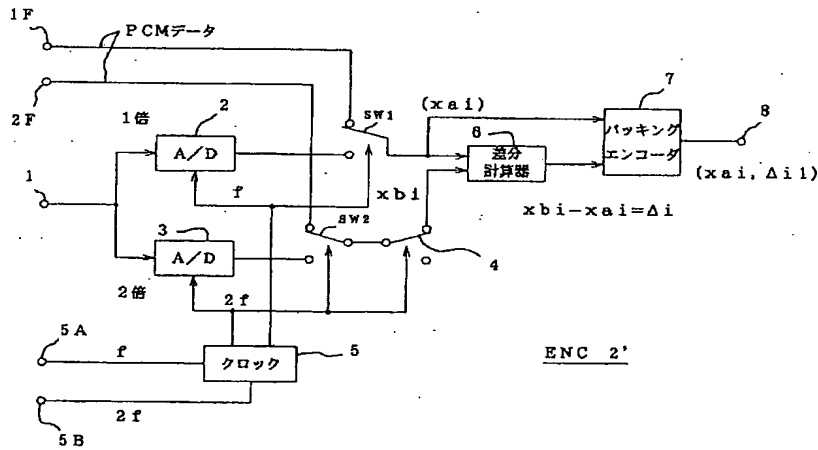 1F
PCMデータ
2F
1倍
2
A/D
SW1
(xai)
7
パッキング
エンコーダ
8
6
差分
計算器
(xai, Δi1)
1
f
xbi
xbi-xai=Δi
3
A/D
SW2
4
2倍
2f
5A
f
クロック
5
ENC 2'
2f
5B